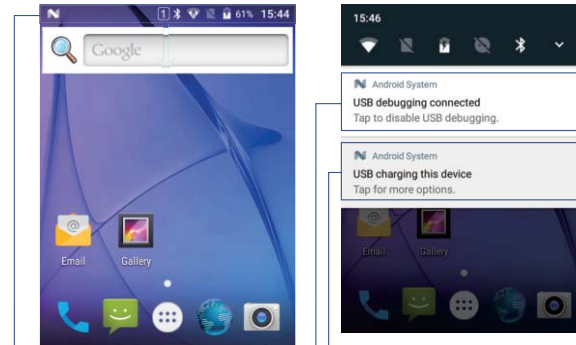 1 61% 15:44
Google
Email Gallery
15:46
Android System
USB debugging connected
Tap to disable USB debugging.
Android System
USB charging this device
Tap for more options.
Email Gallery